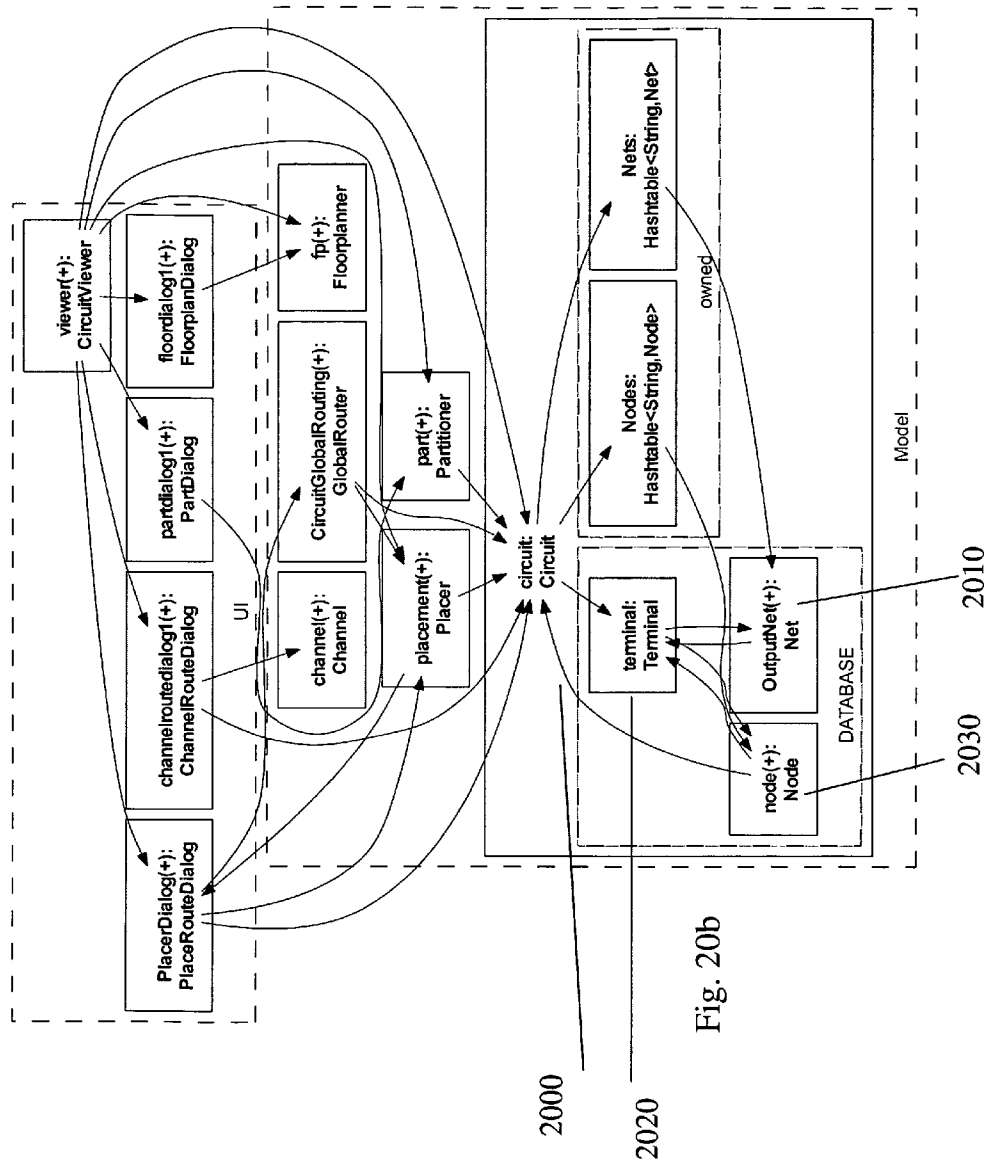 viewer(+):
CircuitViewer
PlacerDialog(+):
PlaceRouteDialog
channelroutedialog1(+):
ChannelRouteDialog
partdialog1(+):
PartDialog
floordialog1(+):
FloorplanDialog
UI
channel(+):
Channel
CircuitGlobalRouting(+):
GlobalRouter
fp(+):
Floorplanner
placement(+):
Placer
part(+):
Partitioner
circuit:
Circuit
terminal:
Terminal
Nodes:
Hashtable<String,Node>
Nets:
Hashtable<String,Net>
owned
node(+):
Node
OutputNet(+):
Net
DATABASE
Model
2000
2020
2030
2010
Fig. 20b